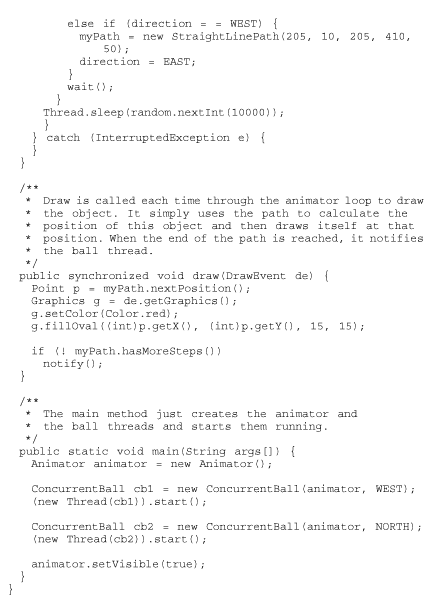 else if (direction = = WEST) {
myPath = new StraightLinePath(205, 10, 205, 410,
50);
direction = EAST;
}
wait();
}
Thread.sleep(random.nextInt(10000));
}
} catch (InterruptedException e) {
}
}
/**
* Draw is called each time through the animator loop to draw
* the object. It simply uses the path to calculate the
* position of this object and then draws itself at that
* position. When the end of the path is reached, it notifies
* the ball thread.
*/
public synchronized void draw(DrawEvent de) {
Point p = myPath.nextPosition();
Graphics g = de.getGraphics();
g.setColor(Color.red);
g.fillOval((int)p.getX(), (int)p.getY(), 15, 15);
if (! myPath.hasMoreSteps())
notify();
}
/**
* The main method just creates the animator and
* the ball threads and starts them running.
*/
public static void main(String args[]) {
Animator animator = new Animator();
ConcurrentBall cb1 = new ConcurrentBall(animator, WEST);
(new Thread(cb1)).start();
ConcurrentBall cb2 = new ConcurrentBall(animator, NORTH);
(new Thread(cb2)).start();
animator.setVisible(true);
}
}